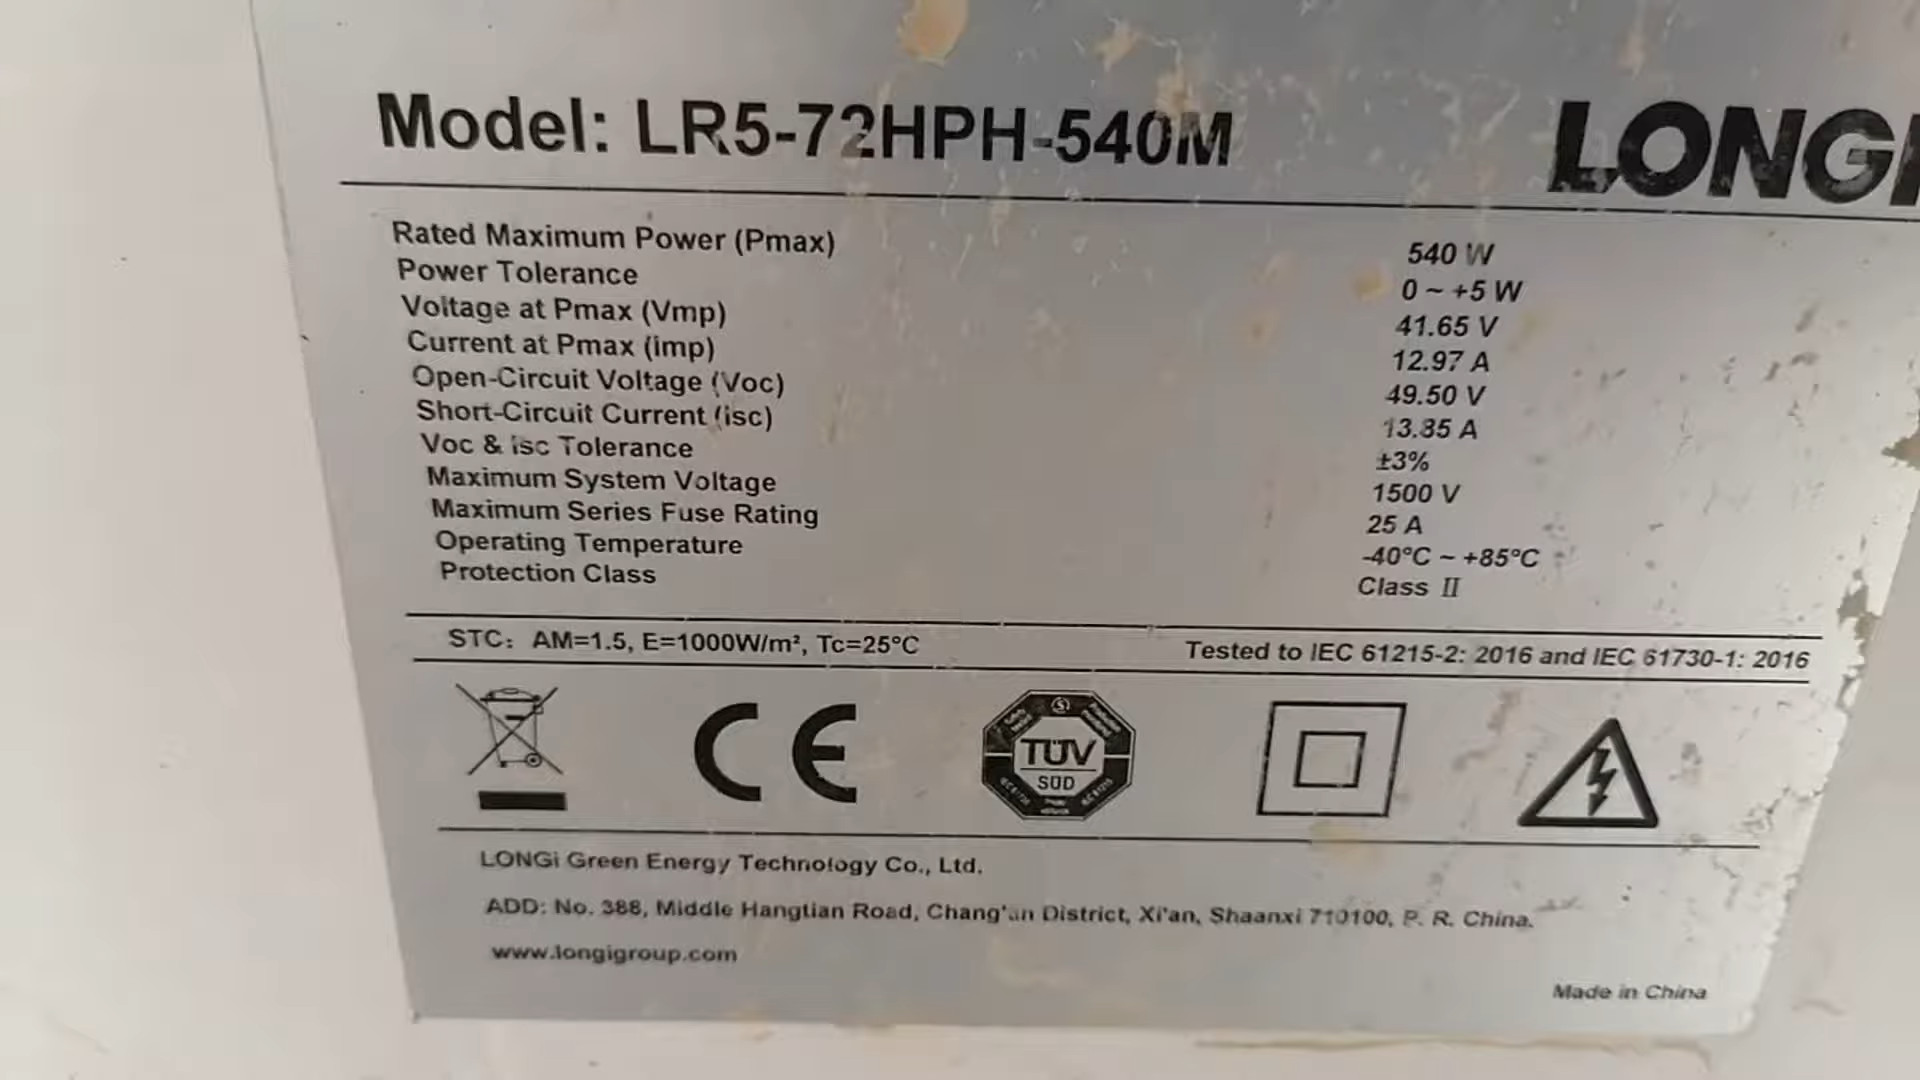 Model: LR5-72HPH-540M
LONGi
Rated Maximum Power (Pmax) 540 W
Power Tolerance 0 ~ +5 W
Voltage at Pmax (Vmp) 41.65 V
Current at Pmax (Imp) 12.97 A
Open-Circuit Voltage (Voc) 49.50 V
Short-Circuit Current (Isc) 13.85 A
Voc & Isc Tolerance ±3%
Maximum System Voltage 1500 V
Maximum Series Fuse Rating 25 A
Operating Temperature -40°C ~ +85°C
Protection Class Class II
STC: AM=1.5, E=1000W/m², Tc=25°C
Tested to IEC 61215-2: 2016 and IEC 61730-1: 2016
CE
TÜV
SÜD
LONGi Green Energy Technology Co., Ltd.
ADD: No. 388, Middle Hangtian Road, Chang'an District, Xi'an, Shaanxi 710100, P. R. China.
www.longigroup.com
Made in China